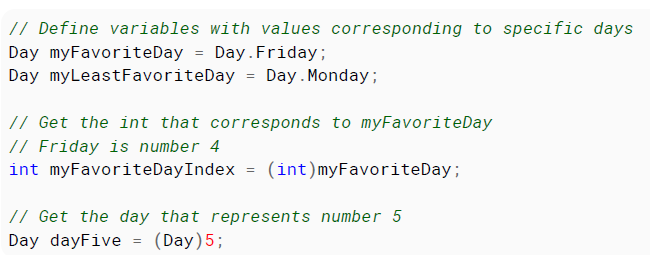 // Define variables with values corresponding to specific days
Day myFavoriteDay = Day.Friday;
Day myLeastFavoriteDay = Day.Monday;
// Get the int that corresponds to myFavoriteDay
// Friday is number 4
int myFavoriteDayIndex = (int)myFavoriteDay;
// Get the day that represents number 5
Day dayFive = (Day)5;